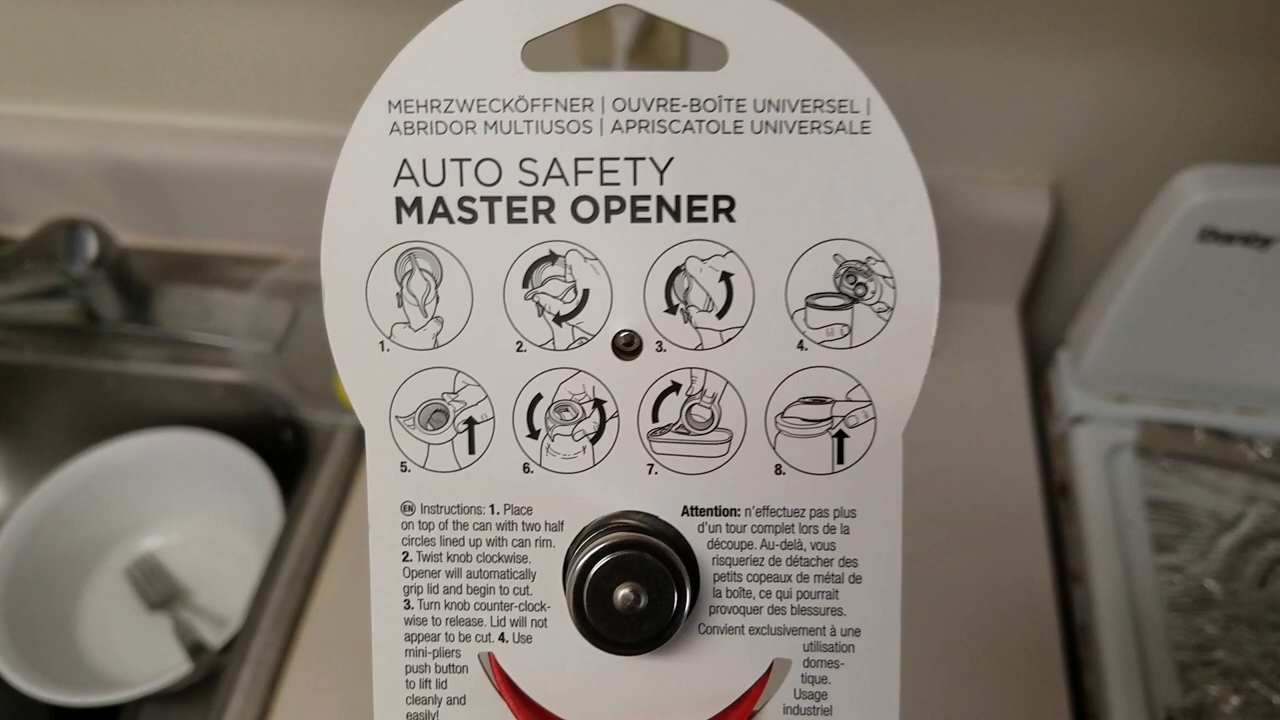 MEHRZWECKÖFFNER | OUVRE-BOÎTE UNIVERSEL |
ABRIDOR MULTIUSOS | APRISCATOLE UNIVERSALE
AUTO SAFETY
MASTER OPENER
1.
2.
3.
4.
5.
6.
7.
8.
EN Instructions: 1. Place
on top of the can with two half
circles lined up with can rim.
2. Twist knob clockwise.
Opener will automatically
grip lid and begin to cut.
3. Turn knob counter-clock-
wise to release. Lid will not
appear to be cut. 4. Use
mini-pliers
push button
to lift lid
cleanly and
easily!
Attention: n'effectuez pas plus
d'un tour complet lors de la
découpe. Au-delà, vous
risqueriez de détacher des
petits copeaux de métal de
la boîte, ce qui pourrait
provoquer des blessures.
Convient exclusivement à une
utilisation
domes-
tique.
Usage
industriel
Danby